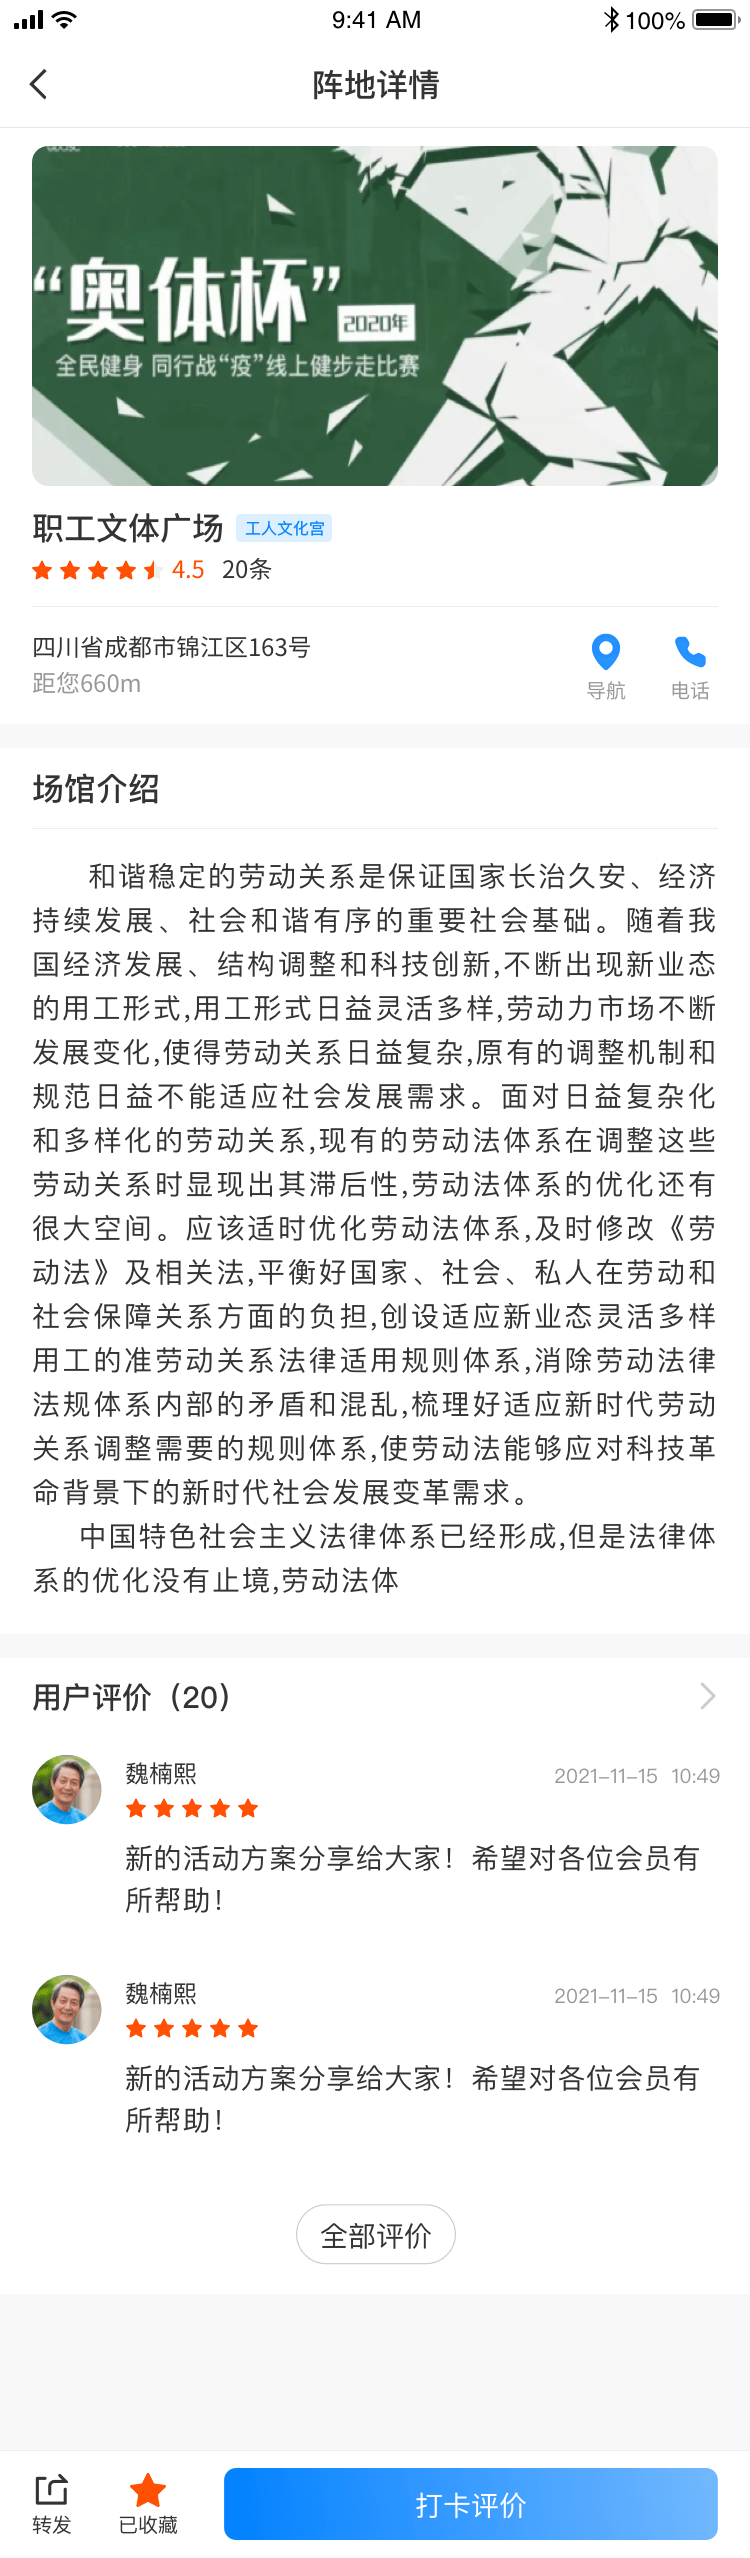 9:41 AM
100%
阵地详情
“奥体杯”
2020年
全民健身 同行战“疫”线上健步走比赛
职工文体广场 工人文化宫
4.5 20条
四川省成都市锦江区163号
距您660m
导航 电话
场馆介绍
和谐稳定的劳动关系是保证国家长治久安、经济
持续发展、社会和谐有序的重要社会基础。随着我
国经济发展、结构调整和科技创新,不断出现新业态
的用工形式,用工形式日益灵活多样,劳动力市场不断
发展变化,使得劳动关系日益复杂,原有的调整机制和
规范日益不能适应社会发展需求。面对日益复杂化
和多样化的劳动关系,现有的劳动法体系在调整这些
劳动关系时显现出其滞后性,劳动法体系的优化还有
很大空间。应该适时优化劳动法体系,及时修改《劳
动法》及相关法,平衡好国家、社会、私人在劳动和
社会保障关系方面的负担,创设适应新业态灵活多样
用工的准劳动关系法律适用规则体系,消除劳动法律
法规体系内部的矛盾和混乱,梳理好适应新时代劳动
关系调整需要的规则体系,使劳动法能够应对科技革
命背景下的新时代社会发展变革需求。
中国特色社会主义法律体系已经形成,但是法律体
系的优化没有止境,劳动法体
用户评价（20）
魏楠熙 2021-11-15 10:49
新的活动方案分享给大家！希望对各位会员有
所帮助！
魏楠熙 2021-11-15 10:49
新的活动方案分享给大家！希望对各位会员有
所帮助！
全部评价
转发 已收藏 打卡评价